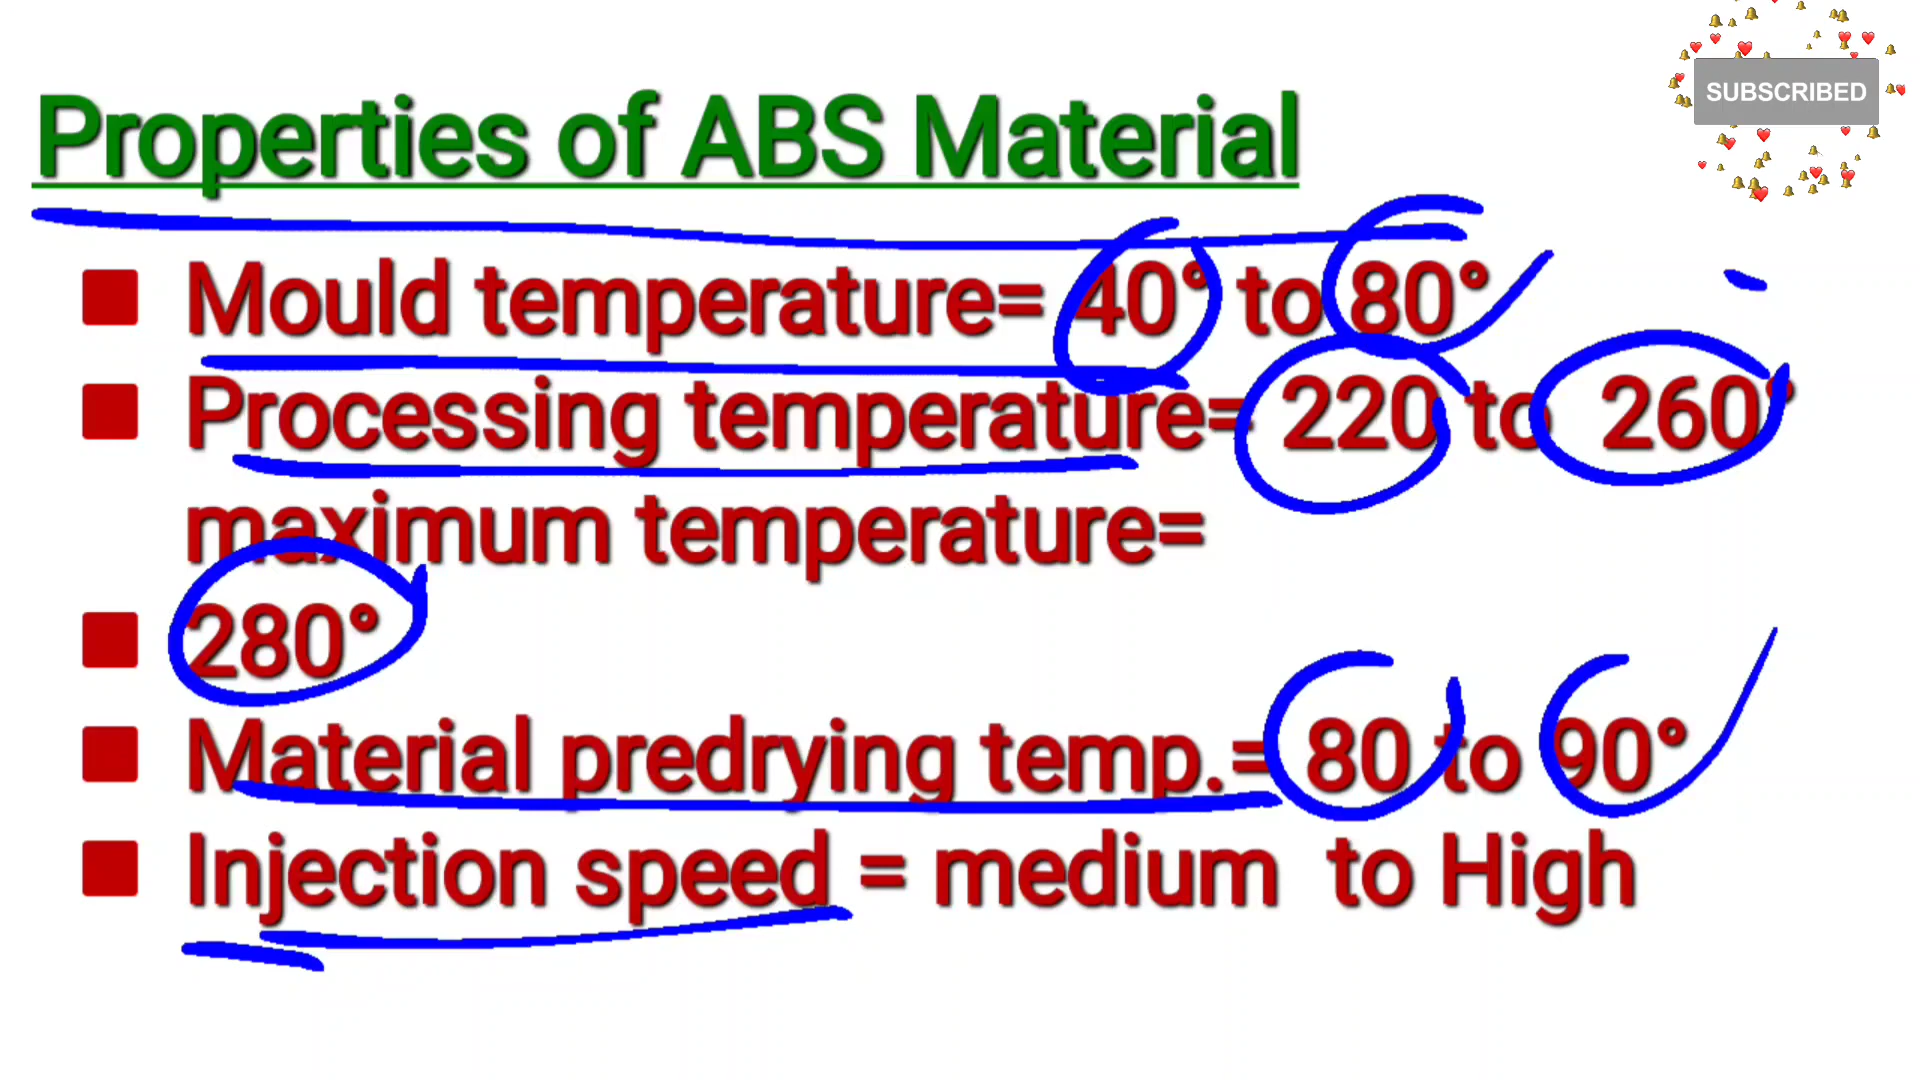 SUBSCRIBED
Properties of ABS Material
Mould temperature= 40° to 80°
Processing temperature= 220 to 260°
maximum temperature=
280°
Material predrying temp.= 80 to 90°
Injection speed = medium to High